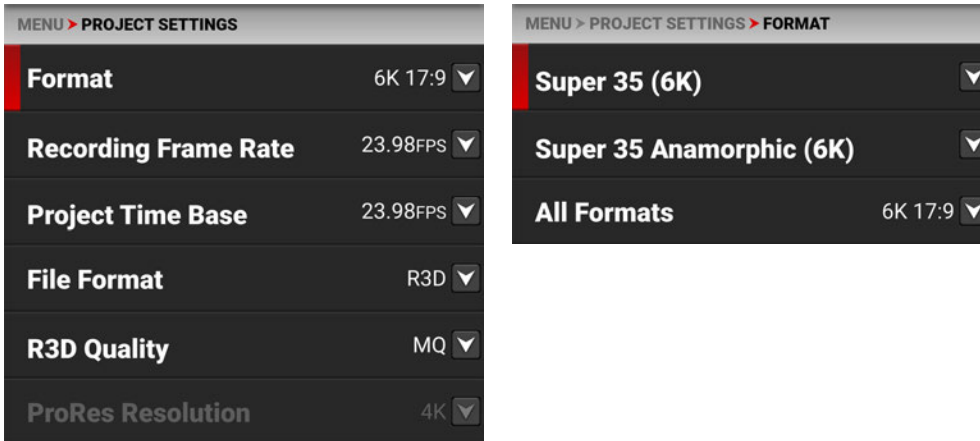 MENU > PROJECT SETTINGS
Format 6K 17:9
Recording Frame Rate 23.98FPS
Project Time Base 23.98FPS
File Format R3D
R3D Quality MQ
ProRes Resolution 4K
MENU > PROJECT SETTINGS > FORMAT
Super 35 (6K)
Super 35 Anamorphic (6K)
All Formats 6K 17:9